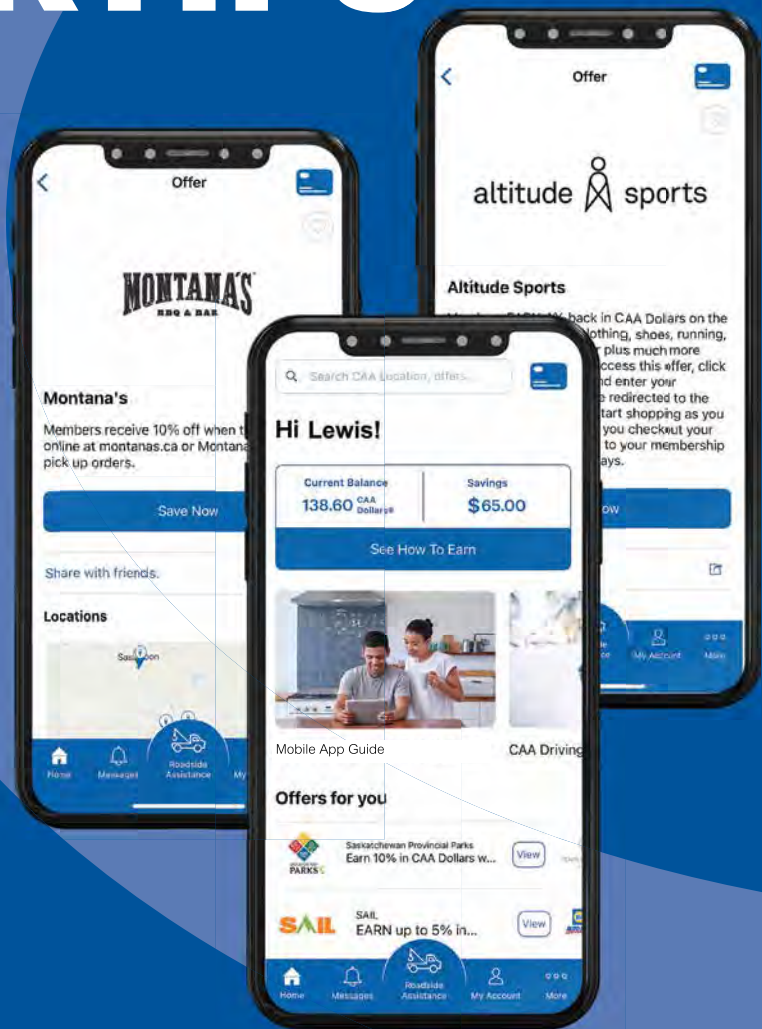 Offer
MONTANA'S
BBQ & BAR
Montana's
Members receive 10% off when
online at montanas.ca or Montana
pick up orders.
Save Now
Share with friends.
Locations
Home
Messages
Roadside
Assistance
Offer
altitude sports
Altitude Sports
back in CAA Dollars on the
lothing, shoes, running,
plus much more
ccess this offer, click
nd enter your
e redirected to the
tart shopping as you
you checkout your
to your membership
ays.
ow
My Account
More
Search CAA Location, offers...
Hi Lewis!
Current Balance
138.60 CAA Dollars®
Savings
$65.00
See How To Earn
Mobile App Guide
CAA Driving
Offers for you
PARKS
Saskatchewan Provincial Parks
Earn 10% in CAA Dollars w...
View
SAIL
SAIL
EARN up to 5% in...
View
Home
Messages
Roadside
Assistance
My Account
More